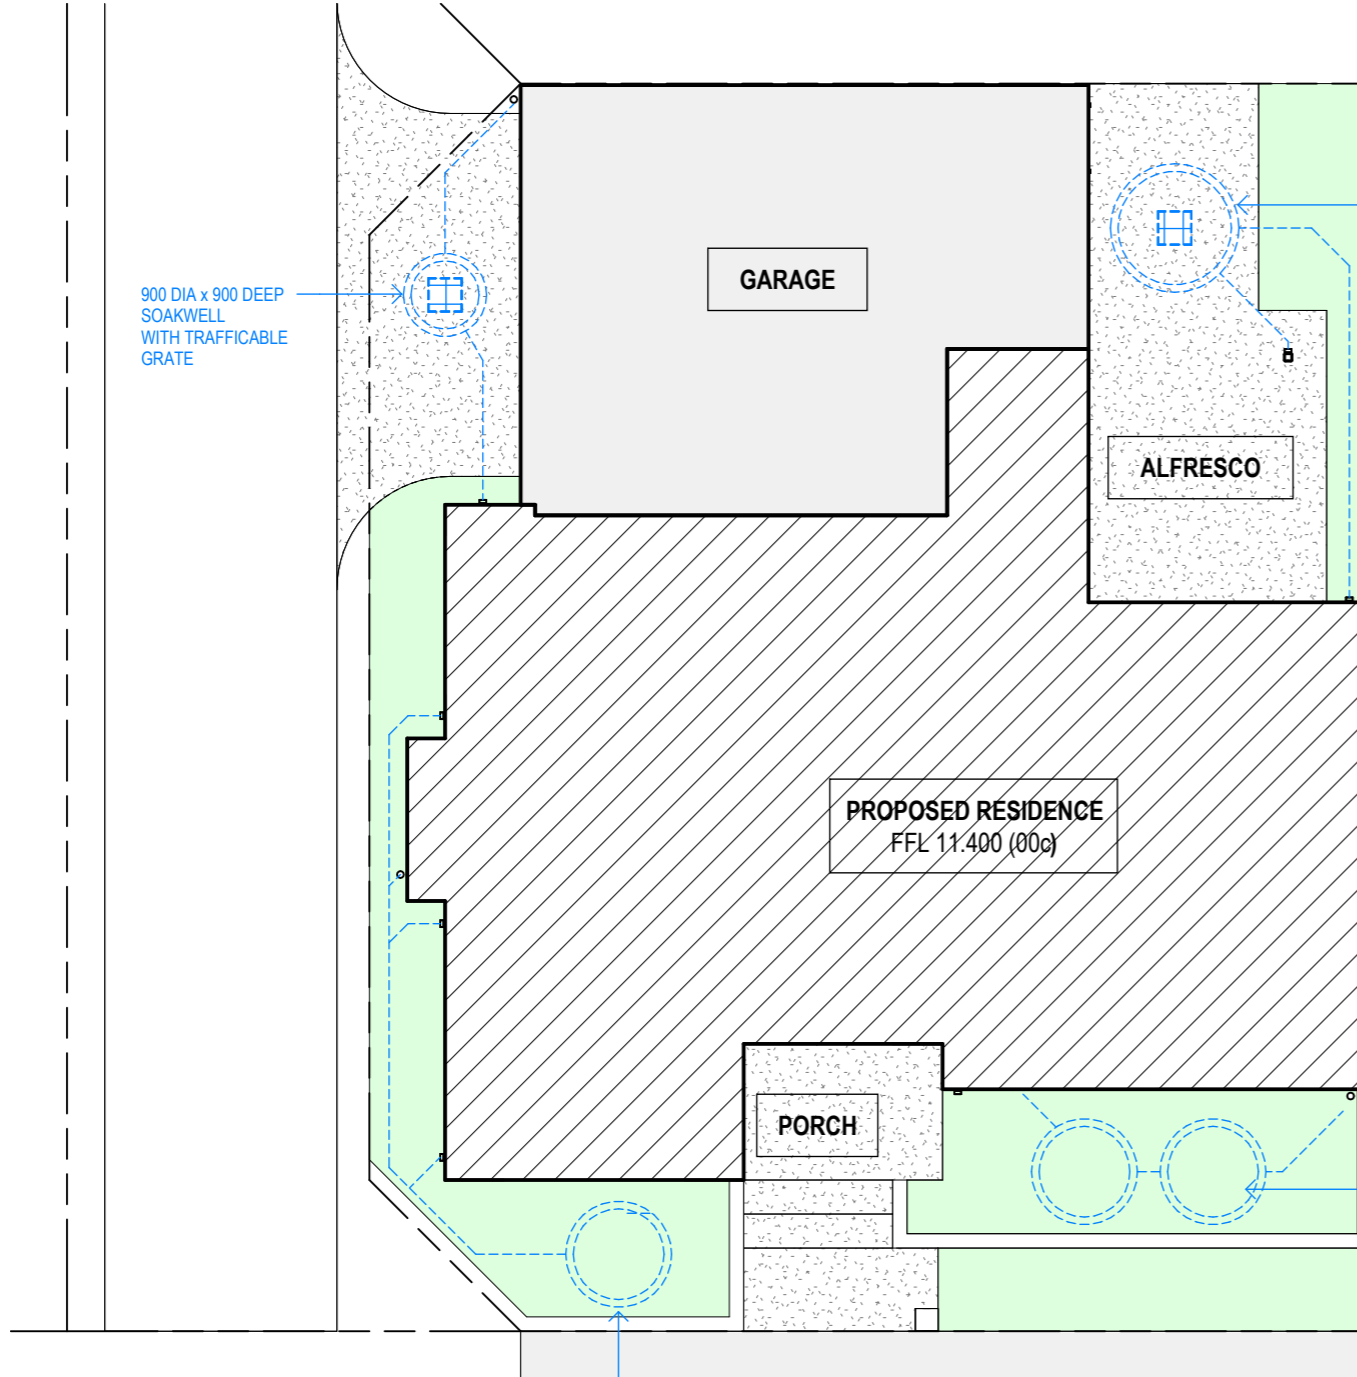 GARAGE
900 DIA x 900 DEEP
SOAKWELL
WITH TRAFFICABLE
GRATE
ALFRESCO
PROPOSED RESIDENCE
FFL 11.400 (00c)
PORCH